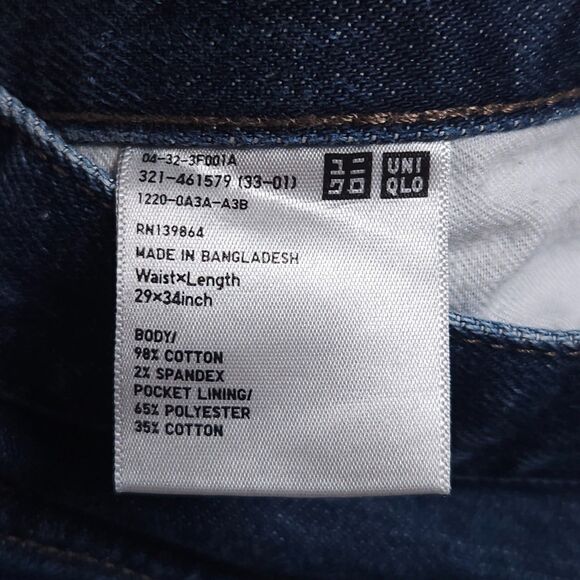 04-32-3F001A
321-461579 (33-01)
1220-0A3A-A3B
ユニ
クロ
UNI
QLO
RN139864
MADE IN BANGLADESH
Waist×Length
29×34inch
BODY/
98% COTTON
2% SPANDEX
POCKET LINING/
65% POLYESTER
35% COTTON